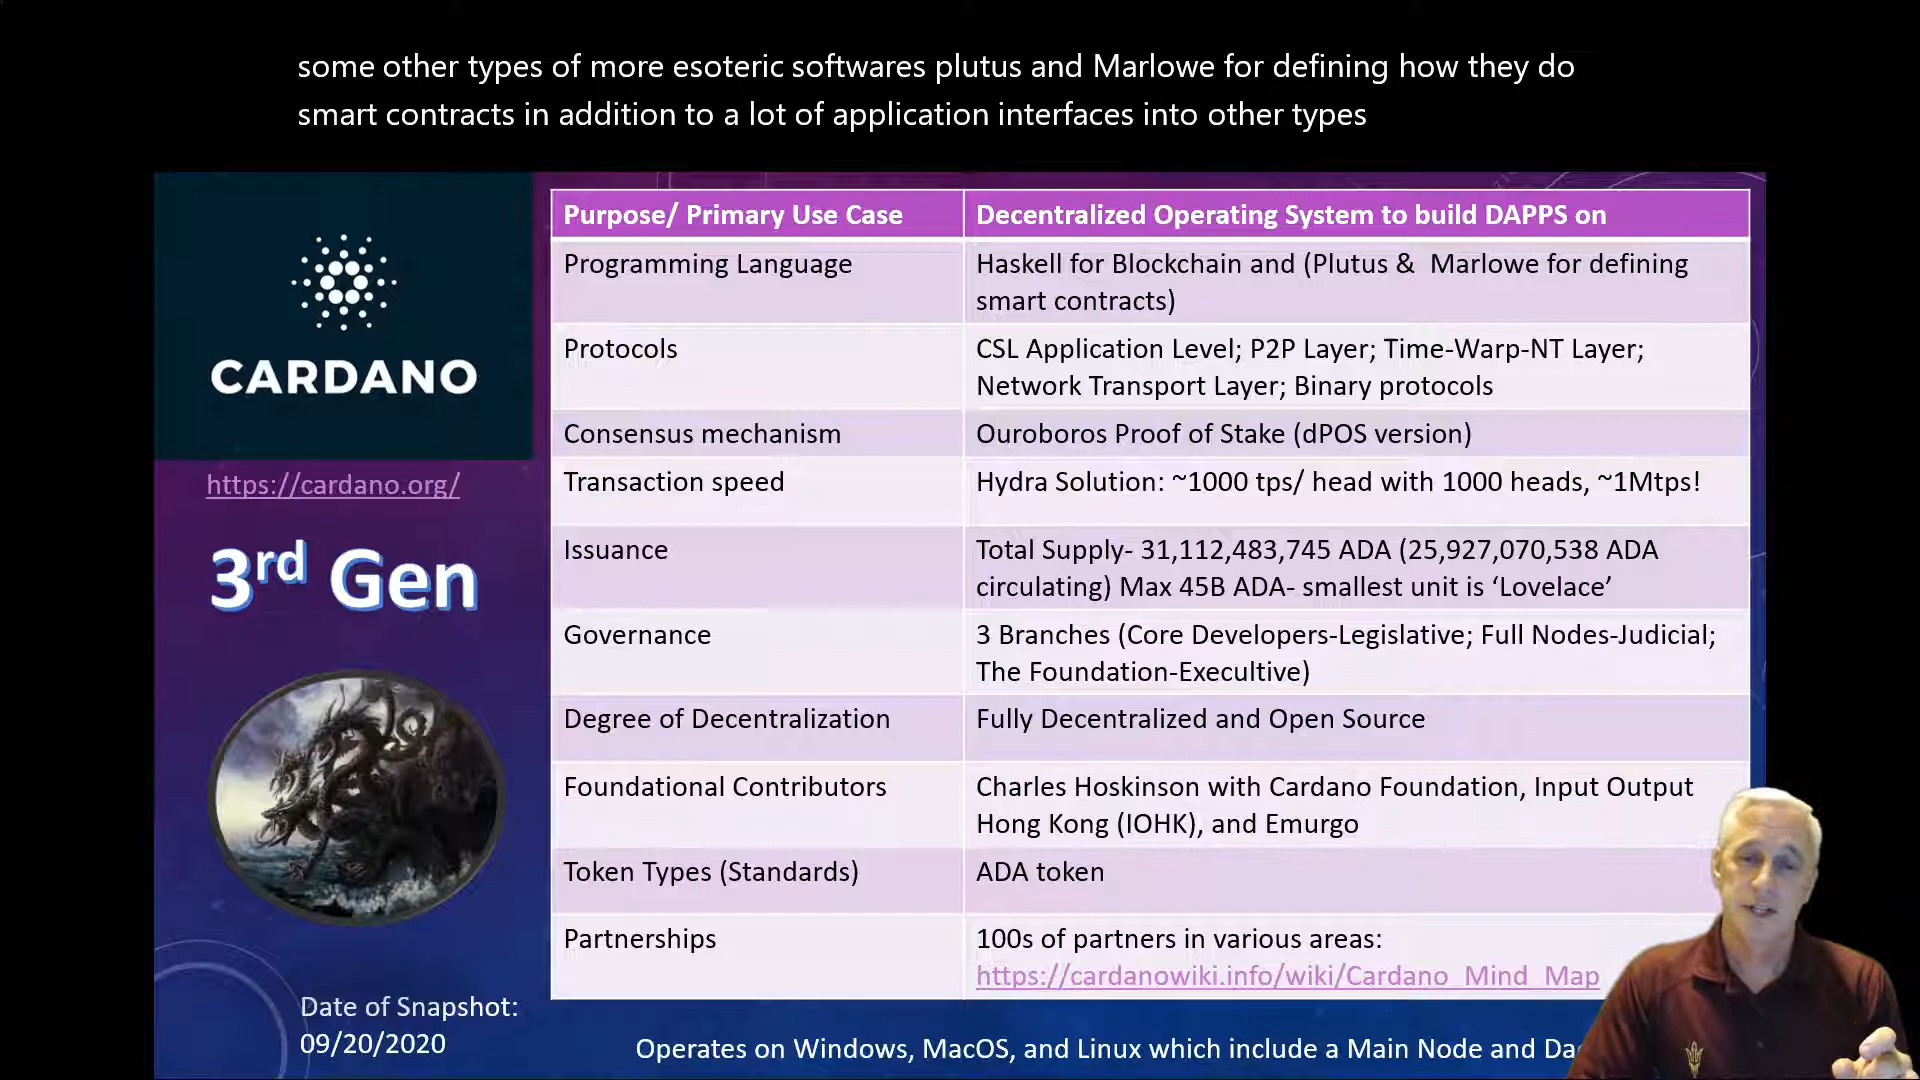 some other types of more esoteric softwares plutus and Marlowe for defining how they do
smart contracts in addition to a lot of application interfaces into other types
CARDANO
https://cardano.org/
3rd Gen
Date of Snapshot:
09/20/2020
Purpose/ Primary Use Case
Decentralized Operating System to build DAPPS on
Programming Language
Haskell for Blockchain and (Plutus & Marlowe for defining
smart contracts)
Protocols
CSL Application Level; P2P Layer; Time-Warp-NT Layer;
Network Transport Layer; Binary protocols
Consensus mechanism
Ouroboros Proof of Stake (dPOS version)
Transaction speed
Hydra Solution: ~1000 tps/ head with 1000 heads, ~1Mtps!
Issuance
Total Supply- 31,112,483,745 ADA (25,927,070,538 ADA
circulating) Max 45B ADA- smallest unit is ‘Lovelace’
Governance
3 Branches (Core Developers-Legislative; Full Nodes-Judicial;
The Foundation-Execultive)
Degree of Decentralization
Fully Decentralized and Open Source
Foundational Contributors
Charles Hoskinson with Cardano Foundation, Input Output
Hong Kong (IOHK), and Emurgo
Token Types (Standards)
ADA token
Partnerships
100s of partners in various areas:
https://cardanowiki.info/wiki/Cardano_Mind_Map
Operates on Windows, MacOS, and Linux which include a Main Node and